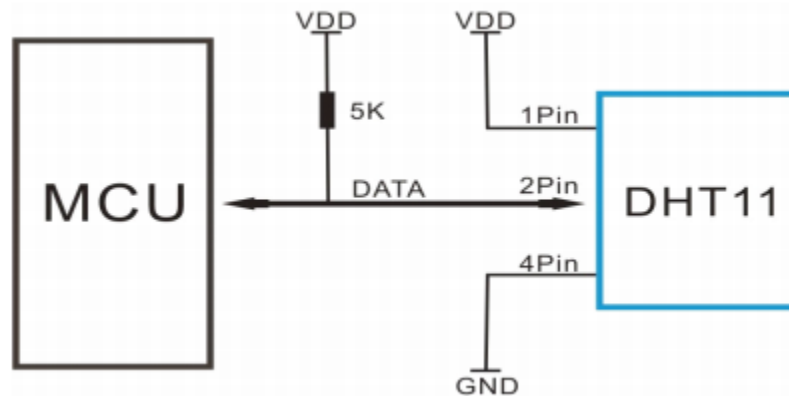 VDD
VDD
5K
1Pin
MCU
DATA
2Pin
DHT11
4Pin
GND